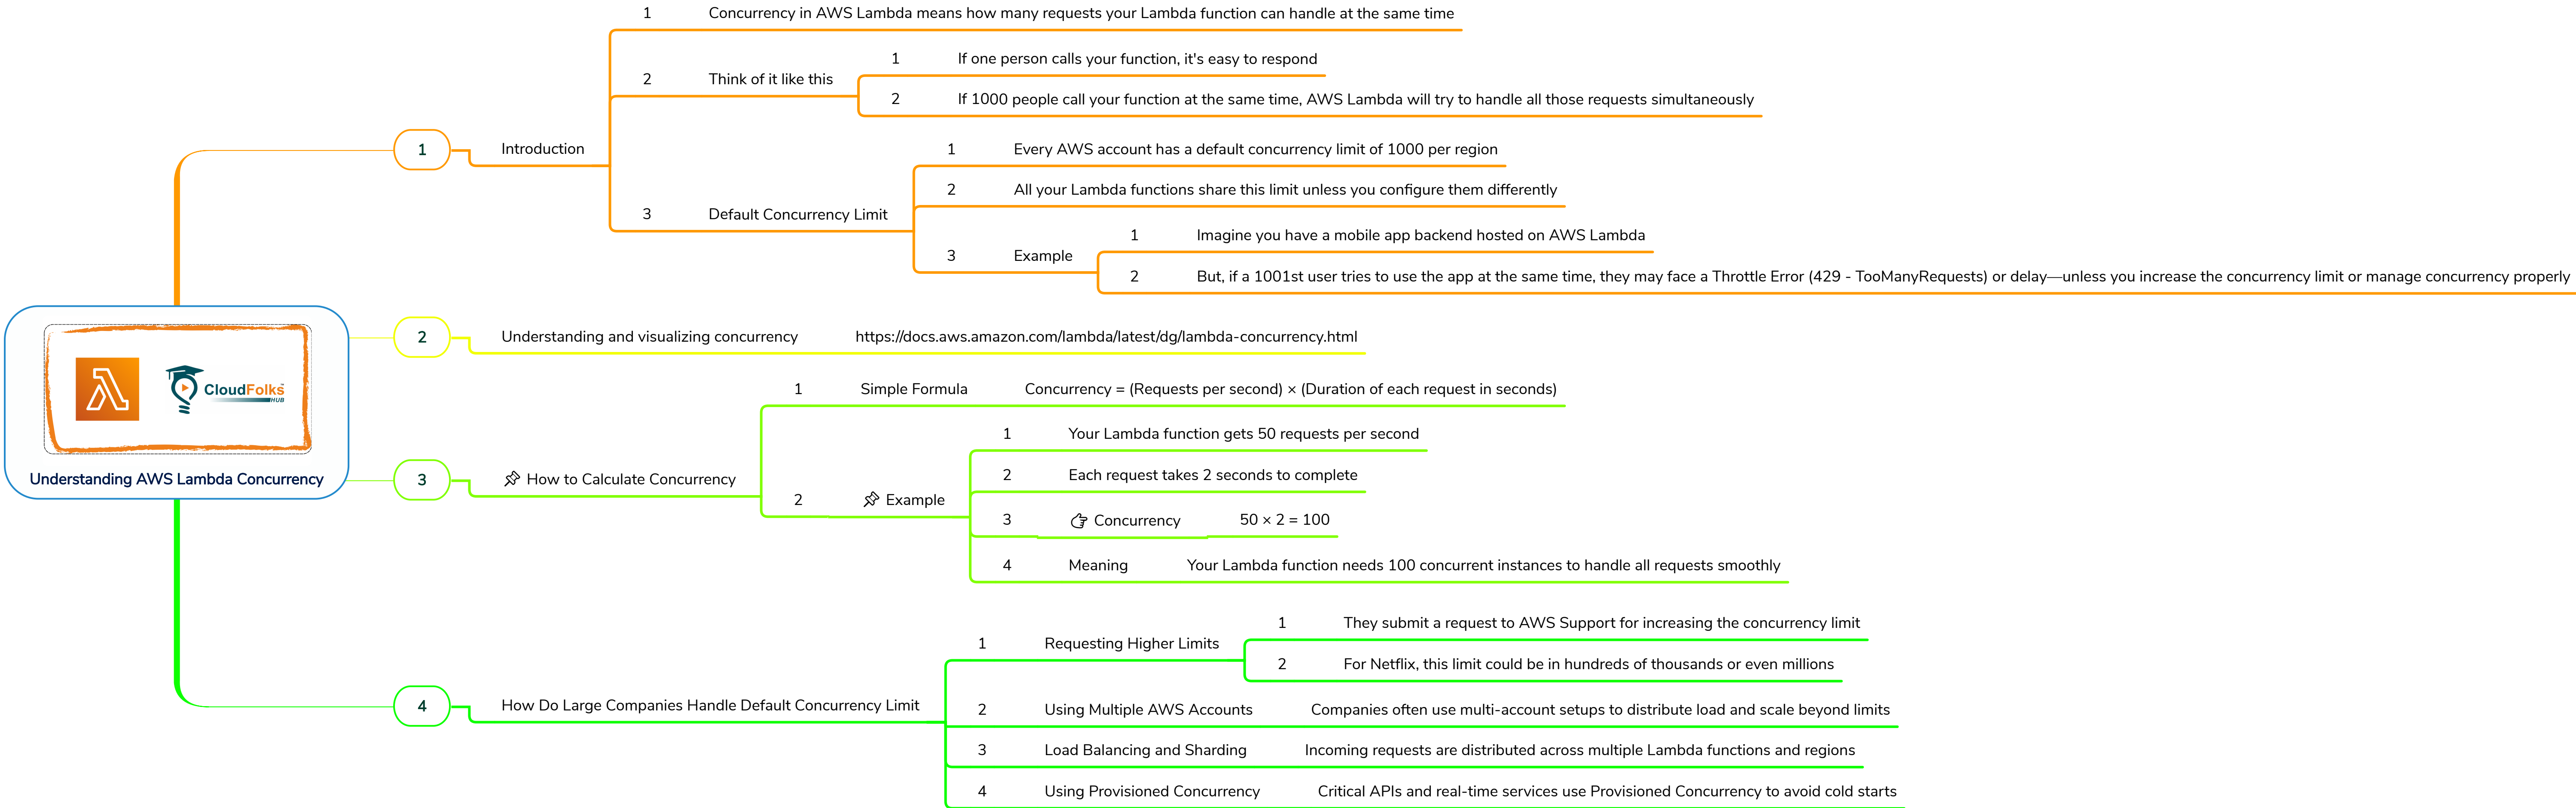 1 Concurrency in AWS Lambda means how many requests your Lambda function can handle at the same time
2 Think of it like this
1 If one person calls your function, it's easy to respond
2 If 1000 people call your function at the same time, AWS Lambda will try to handle all those requests simultaneously
1 Introduction
3 Default Concurrency Limit
1 Every AWS account has a default concurrency limit of 1000 per region
2 All your Lambda functions share this limit unless you configure them differently
3 Example
1 Imagine you have a mobile app backend hosted on AWS Lambda
2 But, if a 1001st user tries to use the app at the same time, they may face a Throttle Error (429 - TooManyRequests) or delay—unless you increase the concurrency limit or manage concurrency properly
2 Understanding and visualizing concurrency https://docs.aws.amazon.com/lambda/latest/dg/lambda-concurrency.html
CloudFolks™
HUB
Understanding AWS Lambda Concurrency
3 How to Calculate Concurrency
1 Simple Formula Concurrency = (Requests per second) × (Duration of each request in seconds)
2 Example
1 Your Lambda function gets 50 requests per second
2 Each request takes 2 seconds to complete
3 Concurrency 50 × 2 = 100
4 Meaning Your Lambda function needs 100 concurrent instances to handle all requests smoothly
4 How Do Large Companies Handle Default Concurrency Limit
1 Requesting Higher Limits
1 They submit a request to AWS Support for increasing the concurrency limit
2 For Netflix, this limit could be in hundreds of thousands or even millions
2 Using Multiple AWS Accounts Companies often use multi-account setups to distribute load and scale beyond limits
3 Load Balancing and Sharding Incoming requests are distributed across multiple Lambda functions and regions
4 Using Provisioned Concurrency Critical APIs and real-time services use Provisioned Concurrency to avoid cold starts